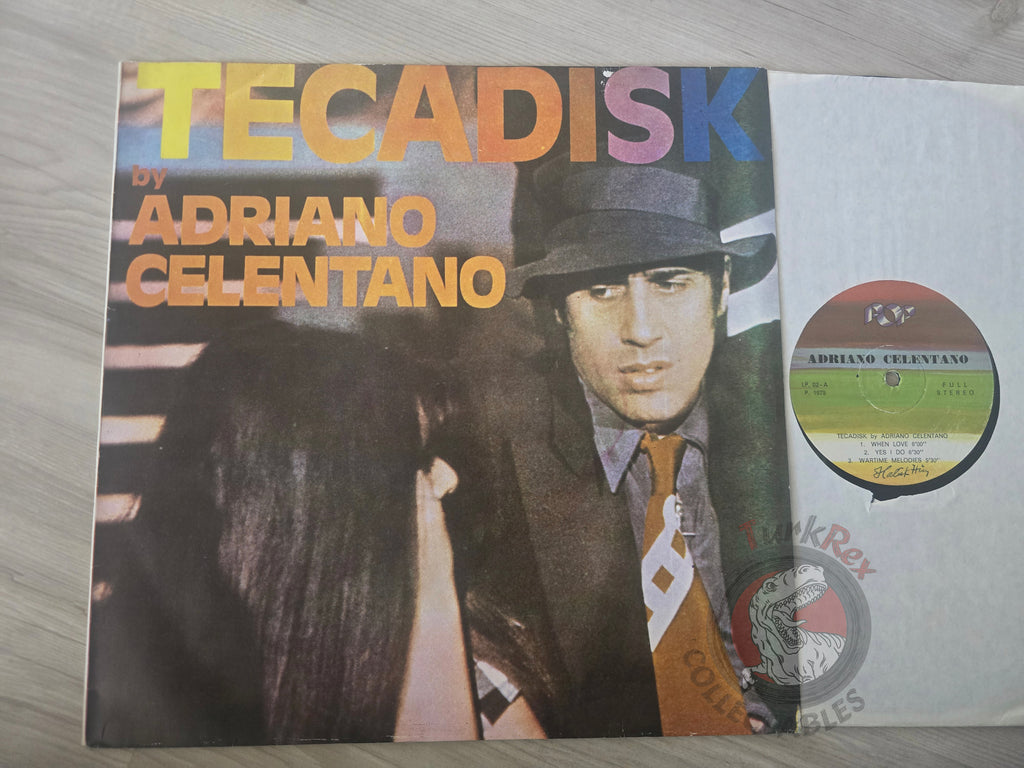 TECADISK
by
ADRIANO
CELENTANO
POP
ADRIANO CELENTANO
LP. 02-A
P. 1978
FULL
STEREO
TECADISK by ADRIANO CELENTANO
1. WHEN LOVE 8'00"
2. YES I DO 6'30"
3. WARTIME MELODIES 5'30"
TurkRex
COLLECTIBLES